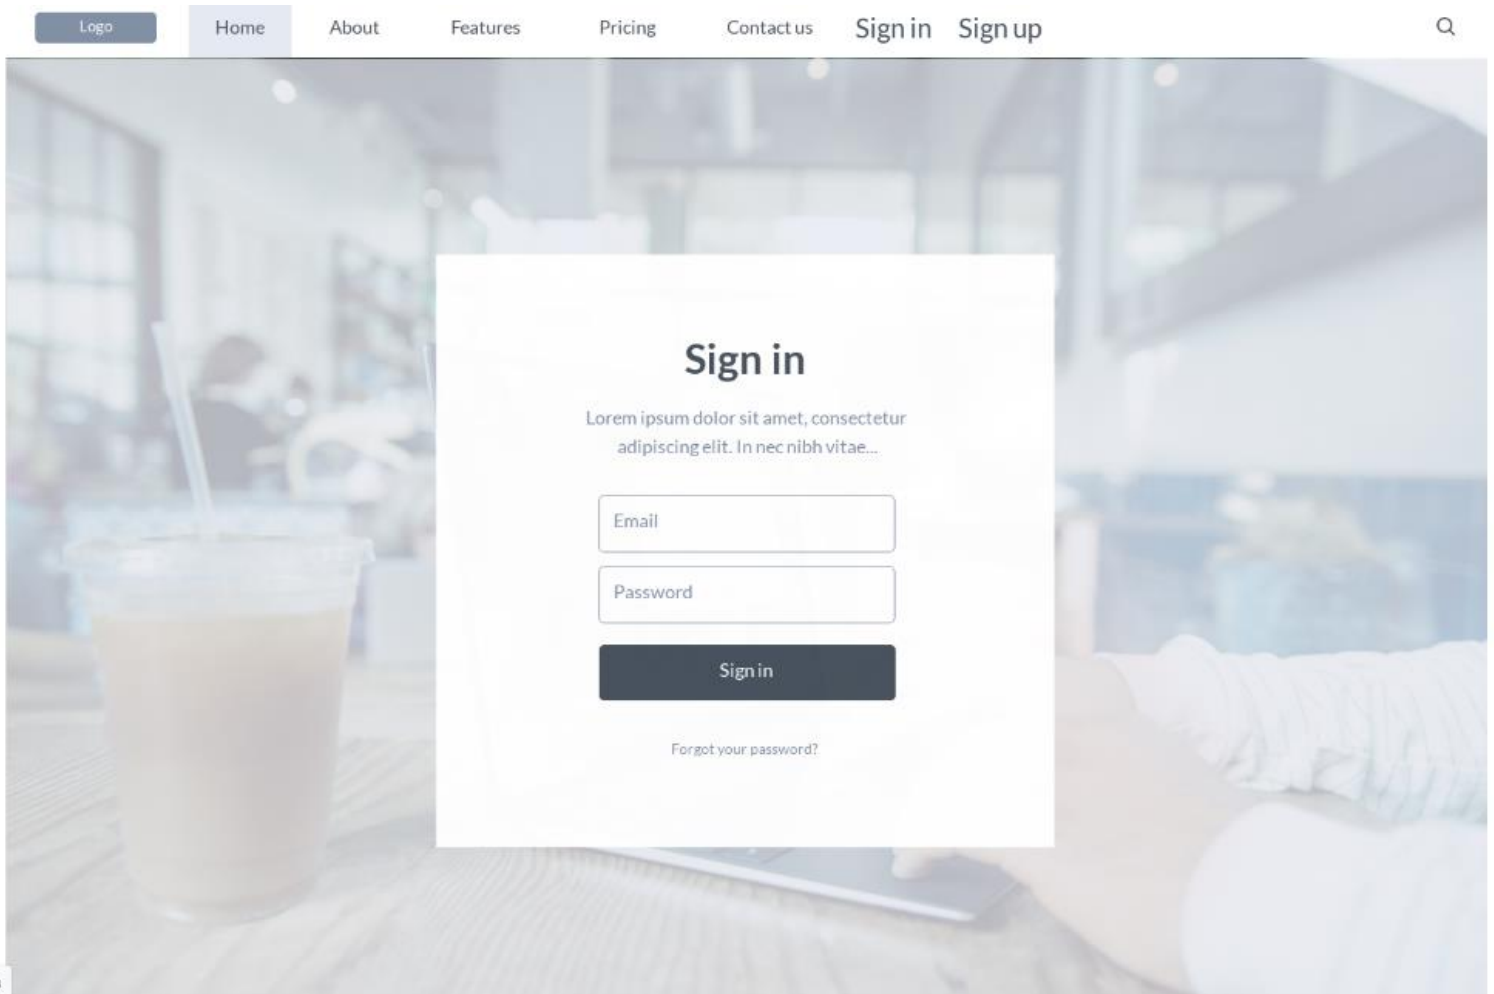 Logo
Home About Features Pricing Contact us Sign in Sign up
Sign in
Lorem ipsum dolor sit amet, consectetur
adipiscing elit. In nec nibh vitae...
Email
Password
Sign in
Forgot your password?